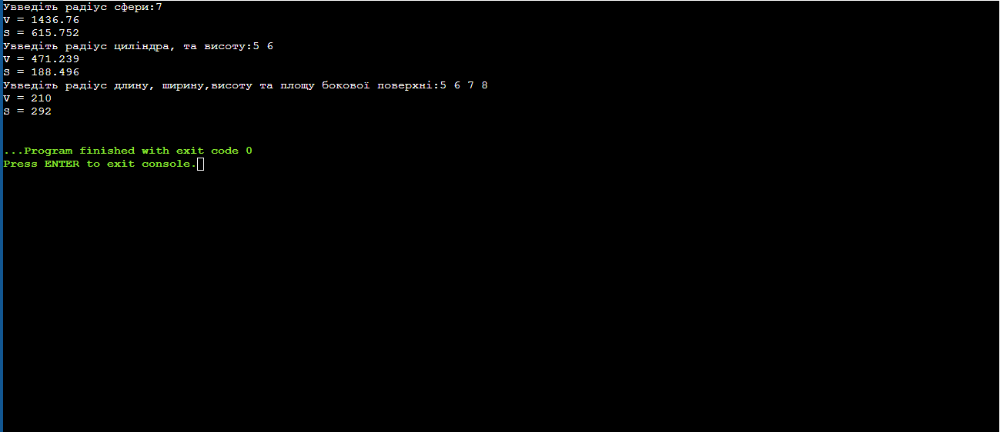 Увведіть радіус сфери:7
V = 1436.76
S = 615.752
Увведіть радіус циліндра, та висоту:5 6
V = 471.239
S = 188.496
Увведіть радіус длину, ширину,висоту та площу бокової поверхні:5 6 7 8
V = 210
S = 292
...Program finished with exit code 0
Press ENTER to exit console.